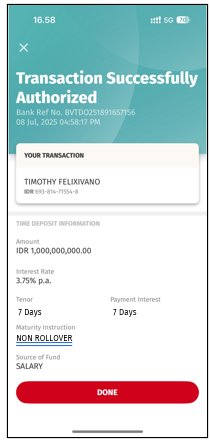 16.58
5G 70
Transaction Successfully
Authorized
Bank Ref No. BVTDO251891657156
08 Jul, 2025 04:58:17 PM
YOUR TRANSACTION
TIMOTHY FELIXIVANO
IDR 693-814-71554-8
TIME DEPOSIT INFORMATION
Amount
IDR 1,000,000,000.00
Interest Rate
3.75% p.a.
Tenor Payment Interest
7 Days 7 Days
Maturity Instruction
NON ROLLOVER
Source of Fund
SALARY
DONE